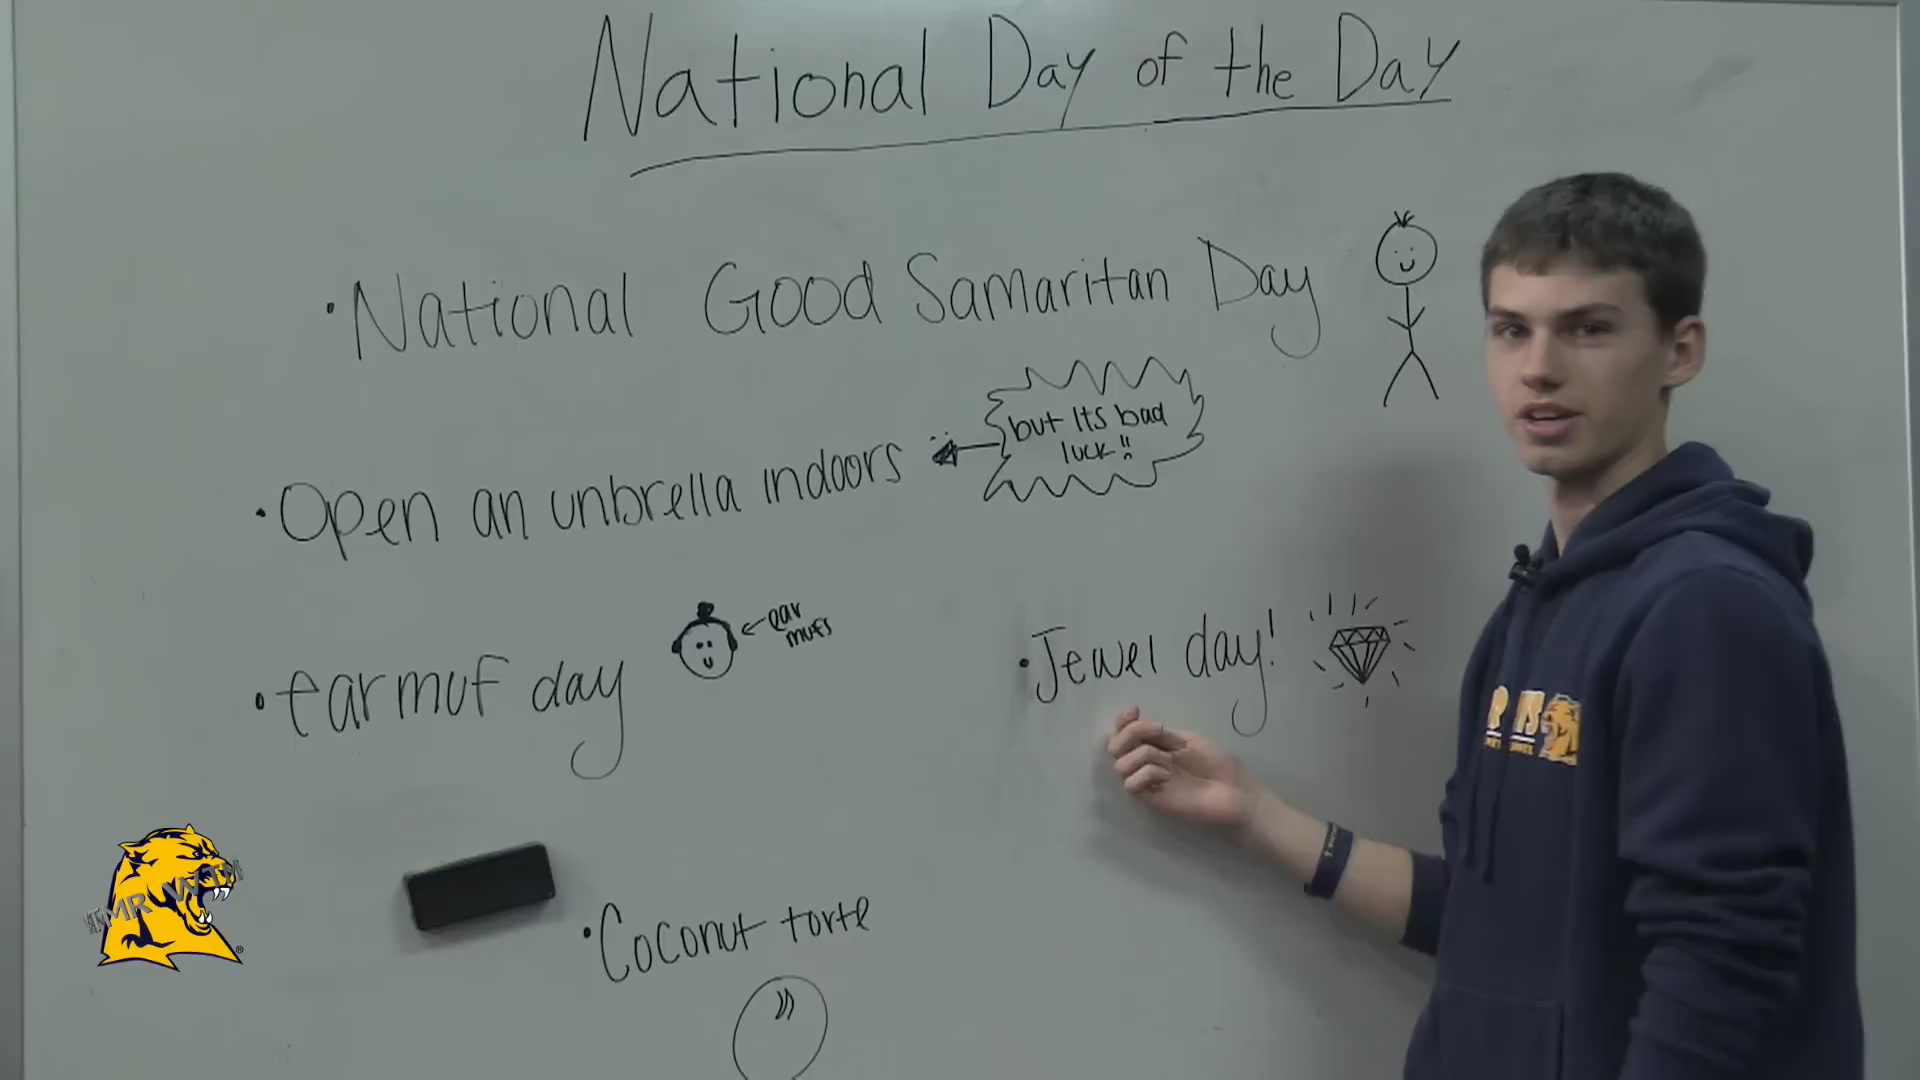 National Day of the Day
• National Good Samaritan Day
• Open an unbrella indoors
but Its bad
luck!!
• earmuf day
ear
mufs
• Jewel day!
• Coconut torte